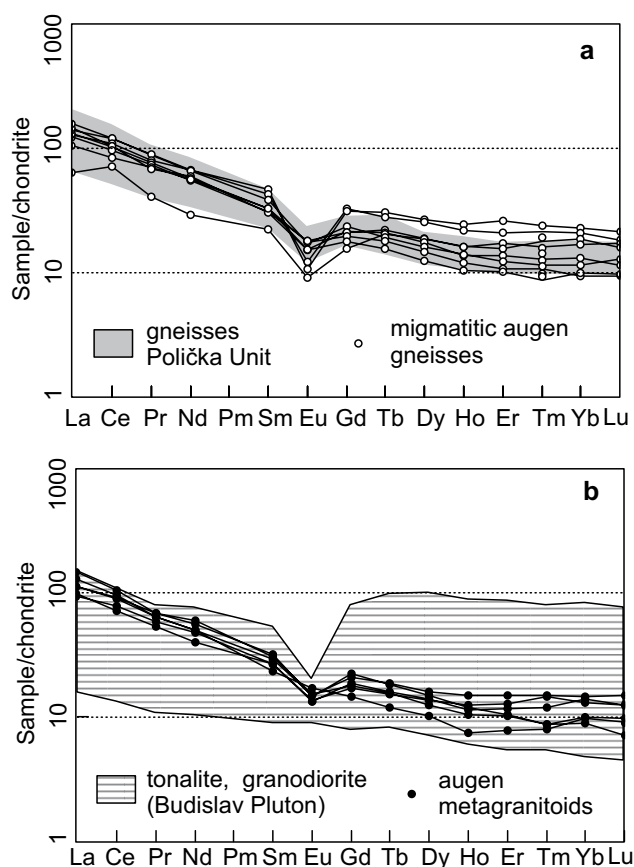 1000
a
100
Sample/chondrite
10
gneisses
Polička Unit
migmatitic augen
gneisses
1
La Ce Pr Nd Pm Sm Eu Gd Tb Dy Ho Er Tm Yb Lu
1000
b
100
Sample/chondrite
10
tonalite, granodiorite
(Budislav Pluton)
augen
metagranitoids
1
La Ce Pr Nd Pm Sm Eu Gd Tb Dy Ho Er Tm Yb Lu